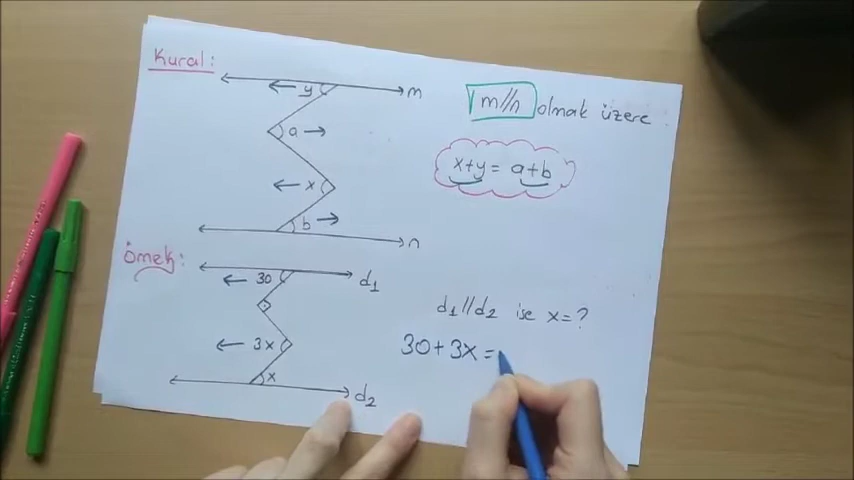 Kural:
y
m
a
x
b
n
m//n olmak üzere
x+y = a+b
örnek:
30
d1
3x
x
d2
d1//d2 ise x=?
30+3x=